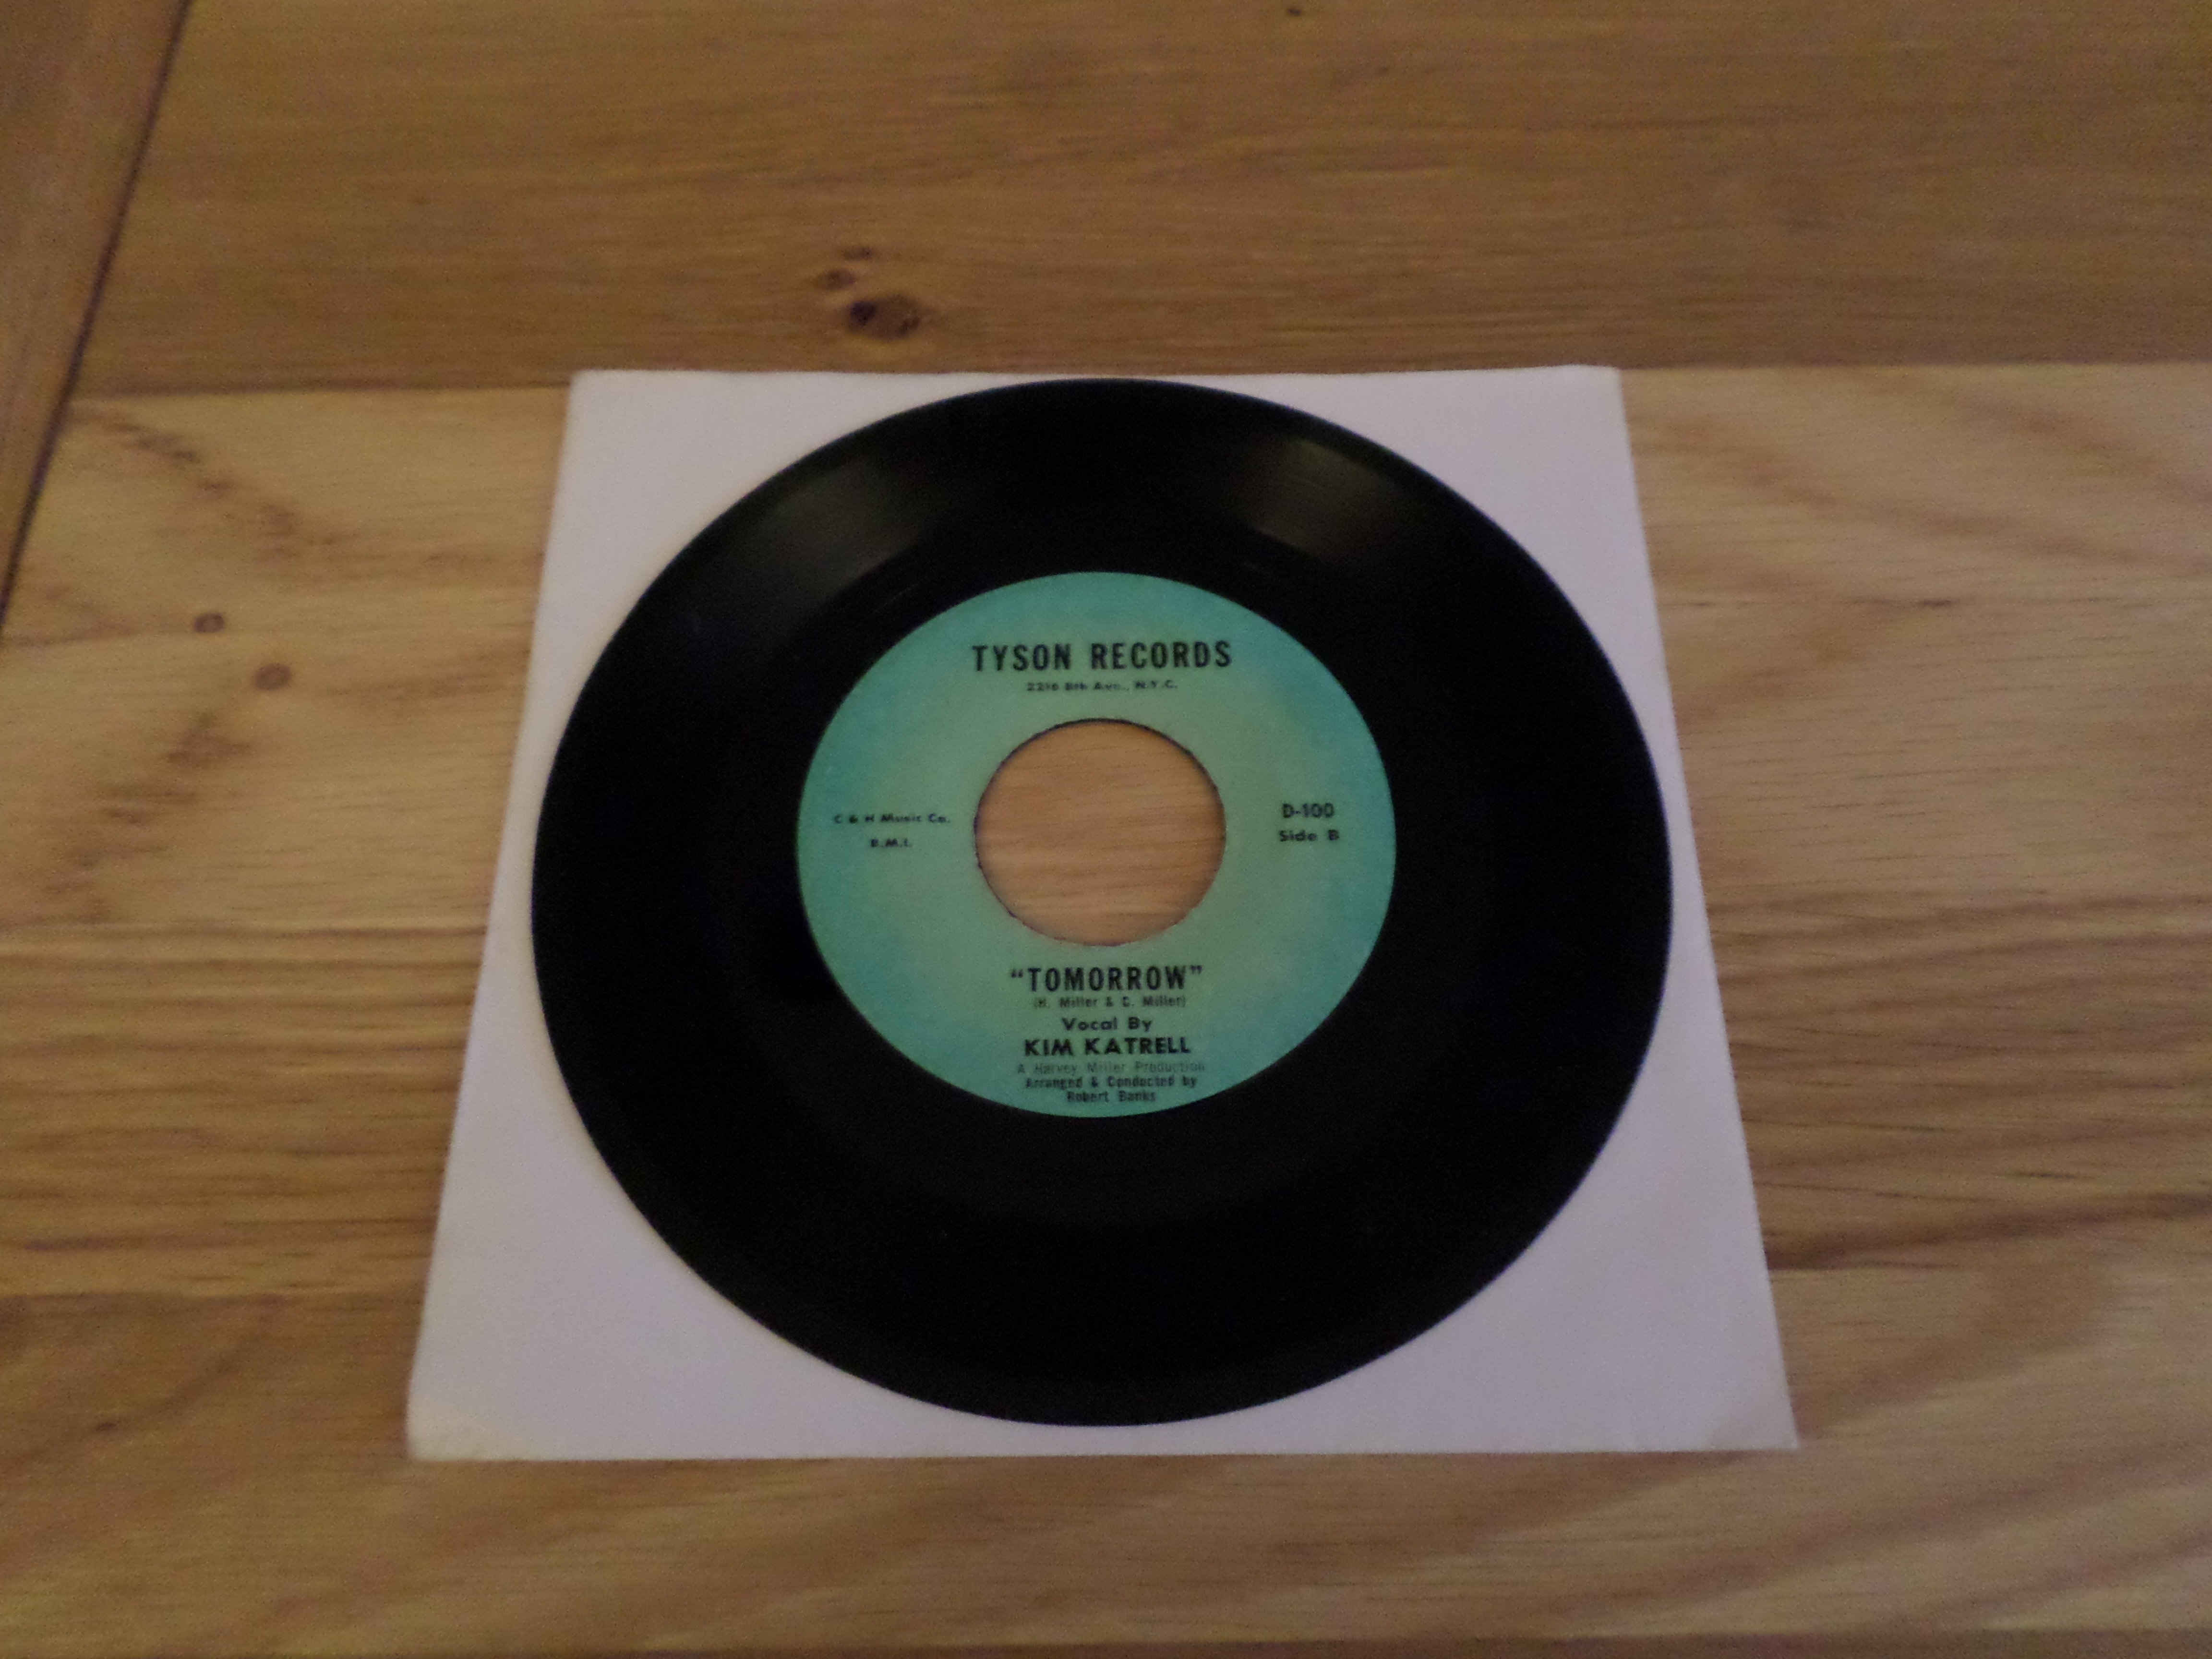 TYSON RECORDS
2216 8th Ave., N.Y.C.
C & H Music Co.
B.M.I.
D-100
Side B
"TOMORROW"
(H. Miller & C. Miller)
Vocal By
KIM KATRELL
A Harvey Miller Production
Arranged & Conducted by
Robert Banks